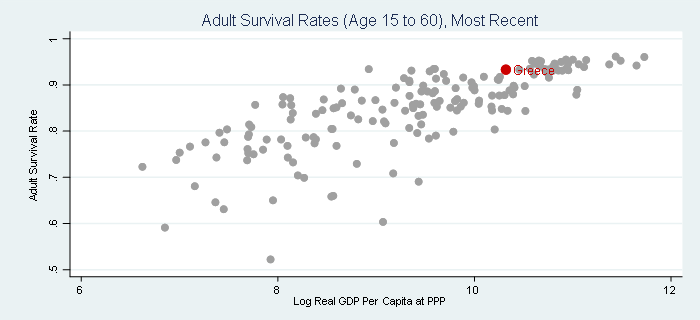 Adult Survival Rates (Age 15 to 60), Most Recent
1
.9
.8
.7
.6
.5
Adult Survival Rate
Greece
6
8
10
12
Log Real GDP Per Capita at PPP